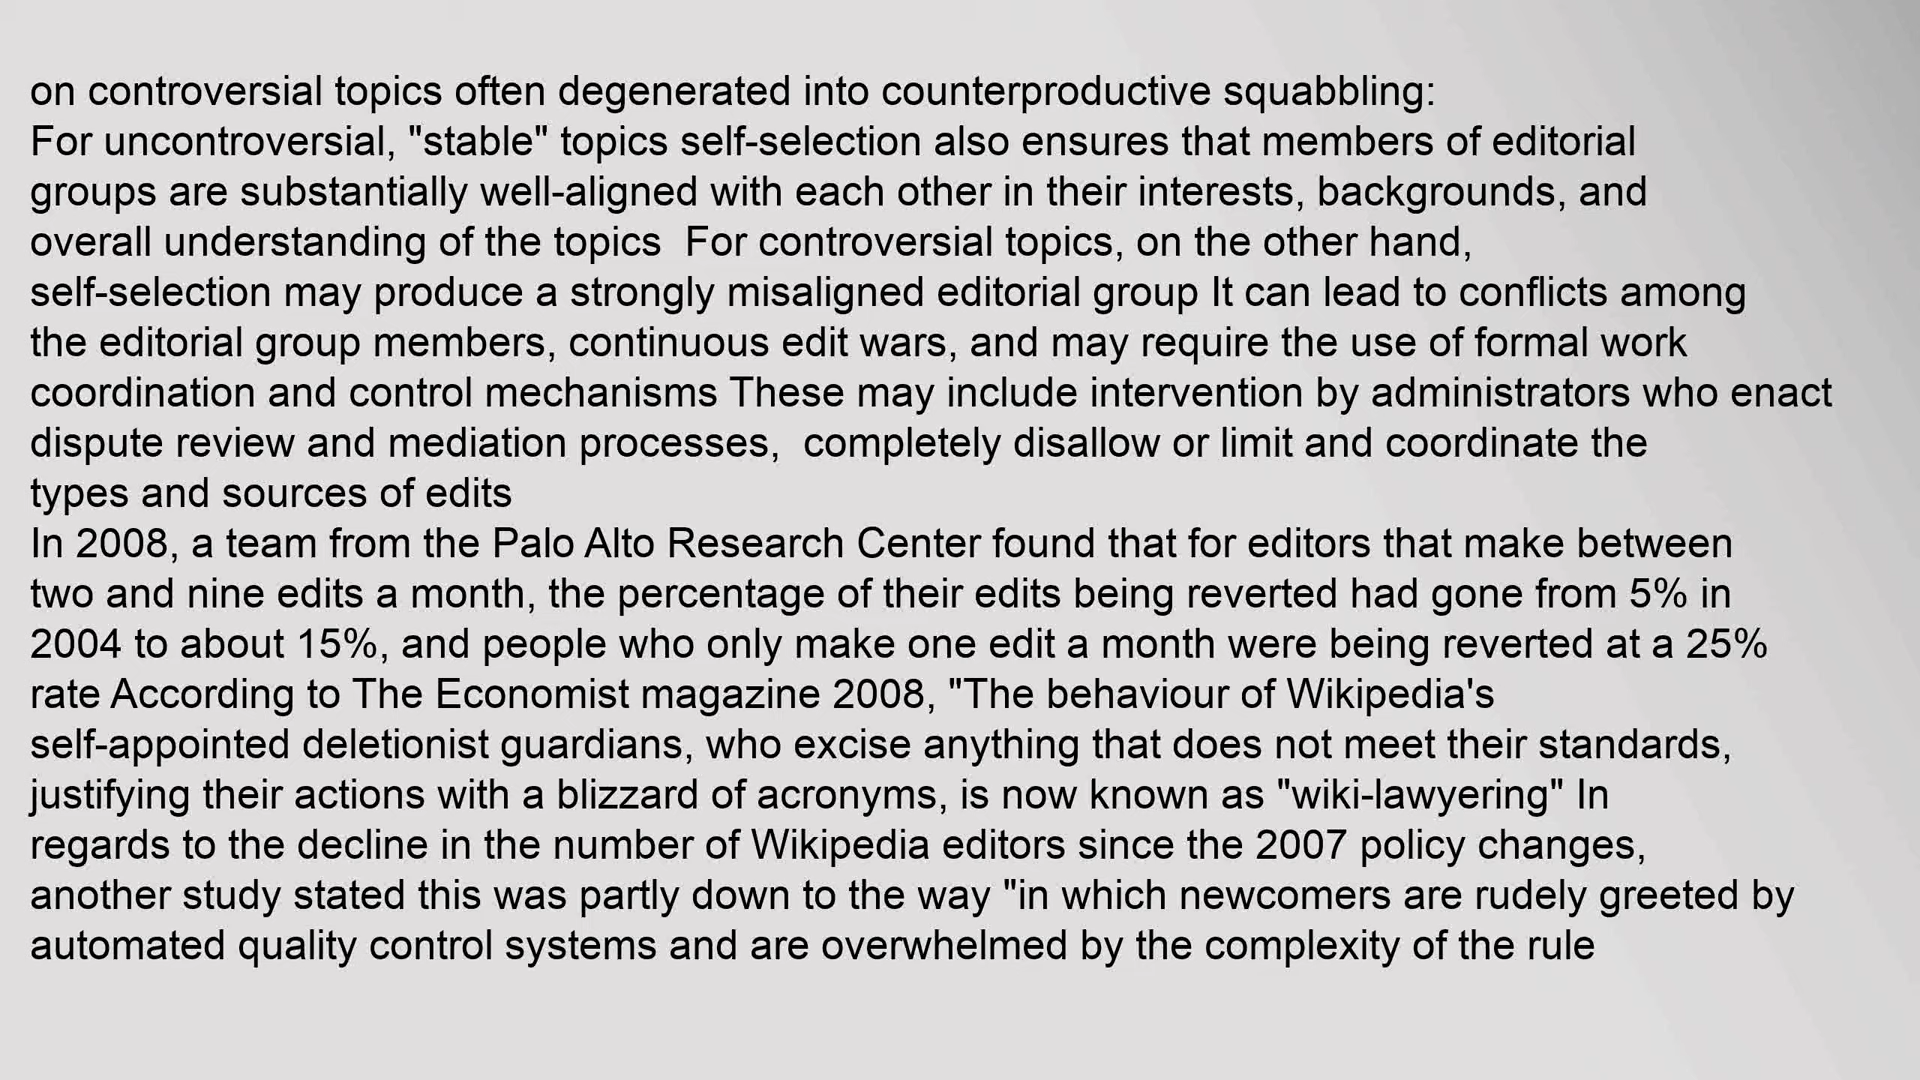 on controversial topics often degenerated into counterproductive squabbling:
For uncontroversial, "stable" topics self-selection also ensures that members of editorial
groups are substantially well-aligned with each other in their interests, backgrounds, and
overall understanding of the topics  For controversial topics, on the other hand,
self-selection may produce a strongly misaligned editorial group It can lead to conflicts among
the editorial group members, continuous edit wars, and may require the use of formal work
coordination and control mechanisms These may include intervention by administrators who enact
dispute review and mediation processes,  completely disallow or limit and coordinate the
types and sources of edits
In 2008, a team from the Palo Alto Research Center found that for editors that make between
two and nine edits a month, the percentage of their edits being reverted had gone from 5% in
2004 to about 15%, and people who only make one edit a month were being reverted at a 25%
rate According to The Economist magazine 2008, "The behaviour of Wikipedia's
self-appointed deletionist guardians, who excise anything that does not meet their standards,
justifying their actions with a blizzard of acronyms, is now known as "wiki-lawyering" In
regards to the decline in the number of Wikipedia editors since the 2007 policy changes,
another study stated this was partly down to the way "in which newcomers are rudely greeted by
automated quality control systems and are overwhelmed by the complexity of the rule